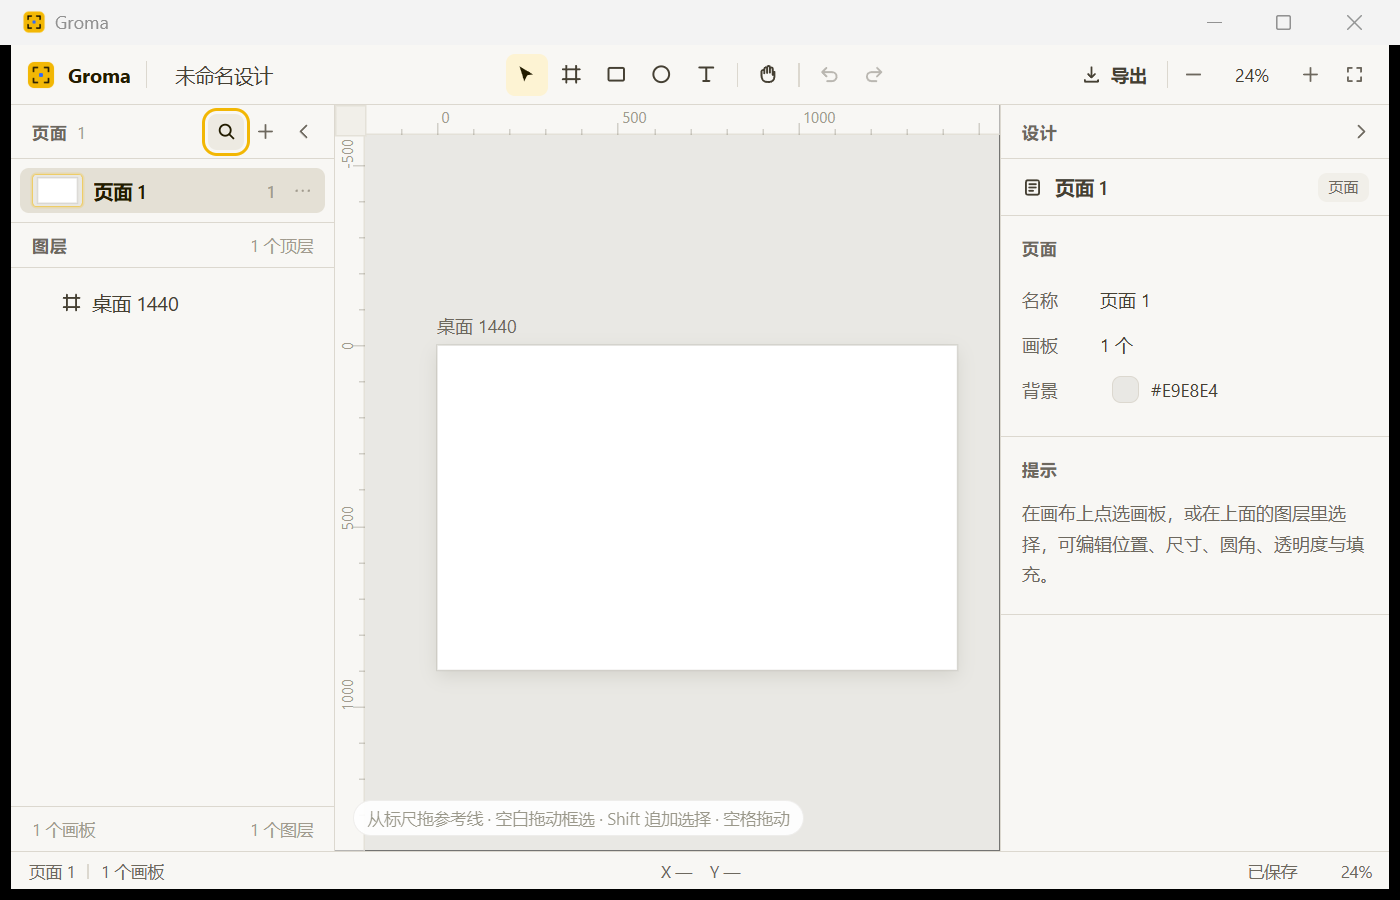 Groma
Groma
未命名设计
导出
24%
页面 1
页面 1
1
图层
1 个顶层
桌面 1440
1 个画板
1 个图层
0
500
1000
-500
0
500
1000
桌面 1440
从标尺拖参考线 · 空白拖动框选 · Shift 追加选择 · 空格拖动
设计
页面 1
页面
页面
名称
页面 1
画板
1 个
背景
#E9E8E4
提示
在画布上点选画板，或在上面的图层里选
择，可编辑位置、尺寸、圆角、透明度与填
充。
页面 1
1 个画板
X —
Y —
已保存
24%